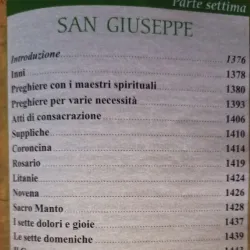 Parte settima
SAN GIUSEPPE
Introduzione 1376
Inni 1378
Preghiere con i maestri spirituali 1380
Preghiere per varie necessità 1393
Atti di consacrazione 1406
Suppliche 1410
Coroncina 1414
Rosario 1419
Litanie 1424
Novena 1426
Sacro Manto 1428
I sette dolori e gioie 1437
Le sette domeniche 1439